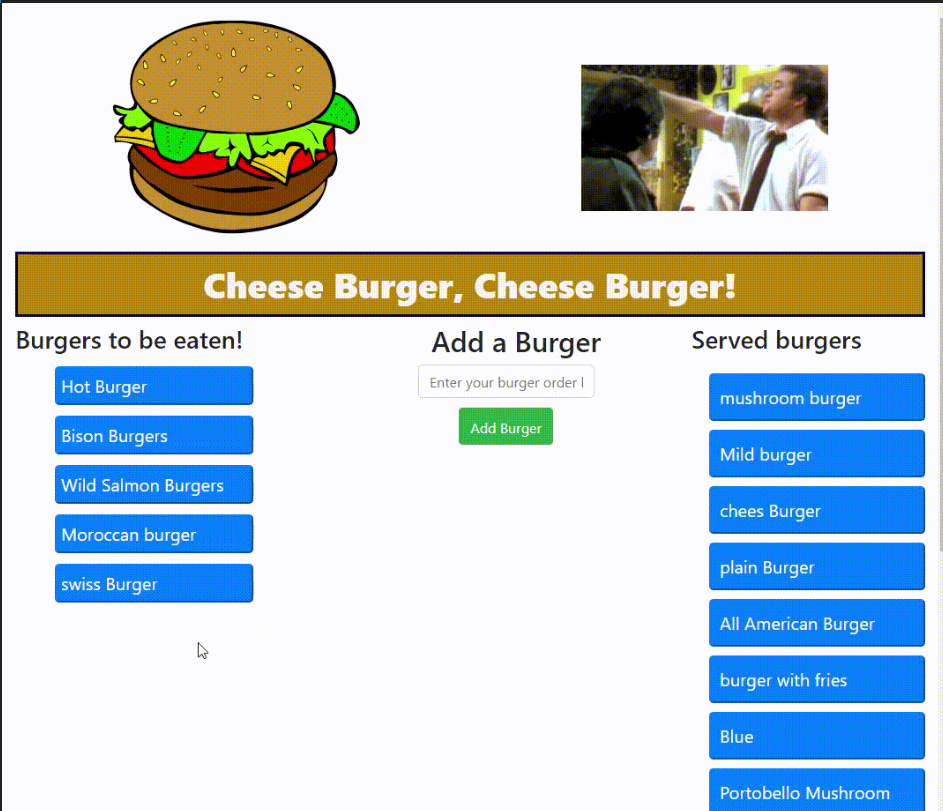 Cheese Burger, Cheese Burger!
Burgers to be eaten!
Hot Burger
Bison Burgers
Wild Salmon Burgers
Moroccan burger
swiss Burger
Add a Burger
Enter your burger order
Add Burger
Served burgers
mushroom burger
Mild burger
chees Burger
plain Burger
All American Burger
burger with fries
Blue
Portobello Mushroom